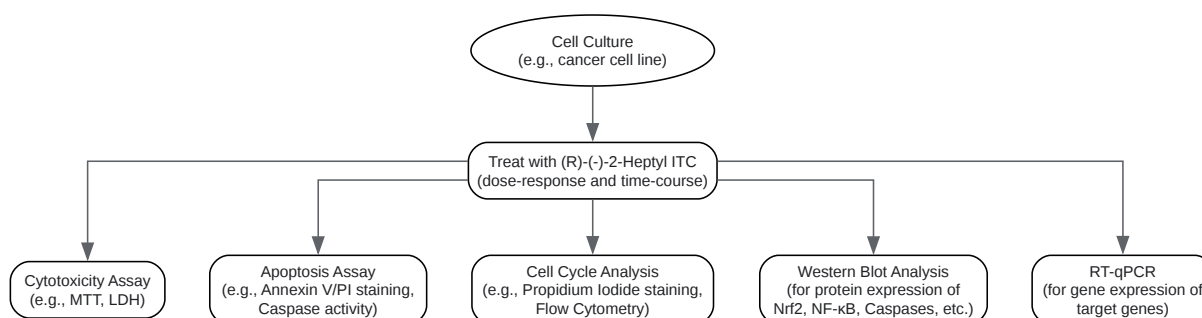 Cell Culture
(e.g., cancer cell line)
Treat with (R)-(-)-2-Heptyl ITC
(dose-response and time-course)
Cytotoxicity Assay
(e.g., MTT, LDH)
Apoptosis Assay
(e.g., Annexin V/PI staining,
Caspase activity)
Cell Cycle Analysis
(e.g., Propidium Iodide staining,
Flow Cytometry)
Western Blot Analysis
(for protein expression of
Nrf2, NF-κB, Caspases, etc.)
RT-qPCR
(for gene expression of
target genes)